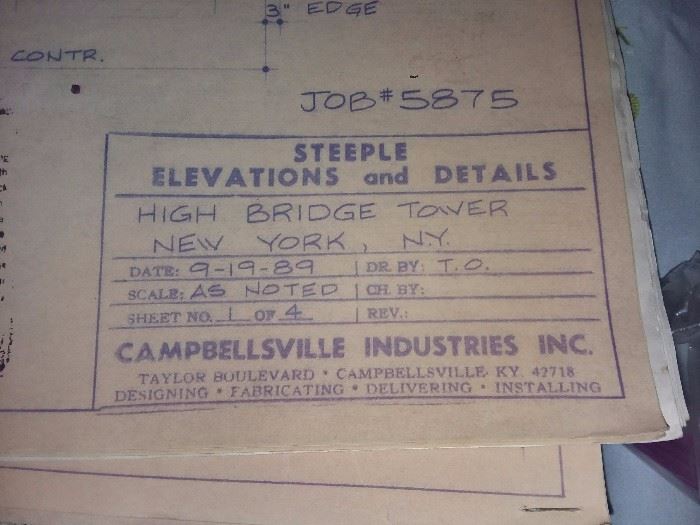 3" EDGE
CONTR.
JOB #5875
STEEPLE
ELEVATIONS and DETAILS
HIGH BRIDGE TOWER
NEW YORK, N.Y.
DATE: 9-19-89 DR. BY: T.O.
SCALE: AS NOTED CH. BY:
SHEET NO. 1 OF 4 REV.:
CAMPBELLSVILLE INDUSTRIES INC.
TAYLOR BOULEVARD • CAMPBELLSVILLE, KY. 42718
DESIGNING • FABRICATING • DELIVERING • INSTALLING